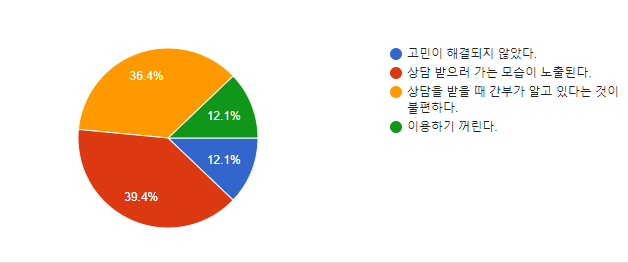 고민이 해결되지 않았다.
상담 받으러 가는 모습이 노출된다.
상담을 받을 때 간부가 알고 있다는 것이
불편하다.
이용하기 꺼린다.
36.4%
12.1%
12.1%
39.4%